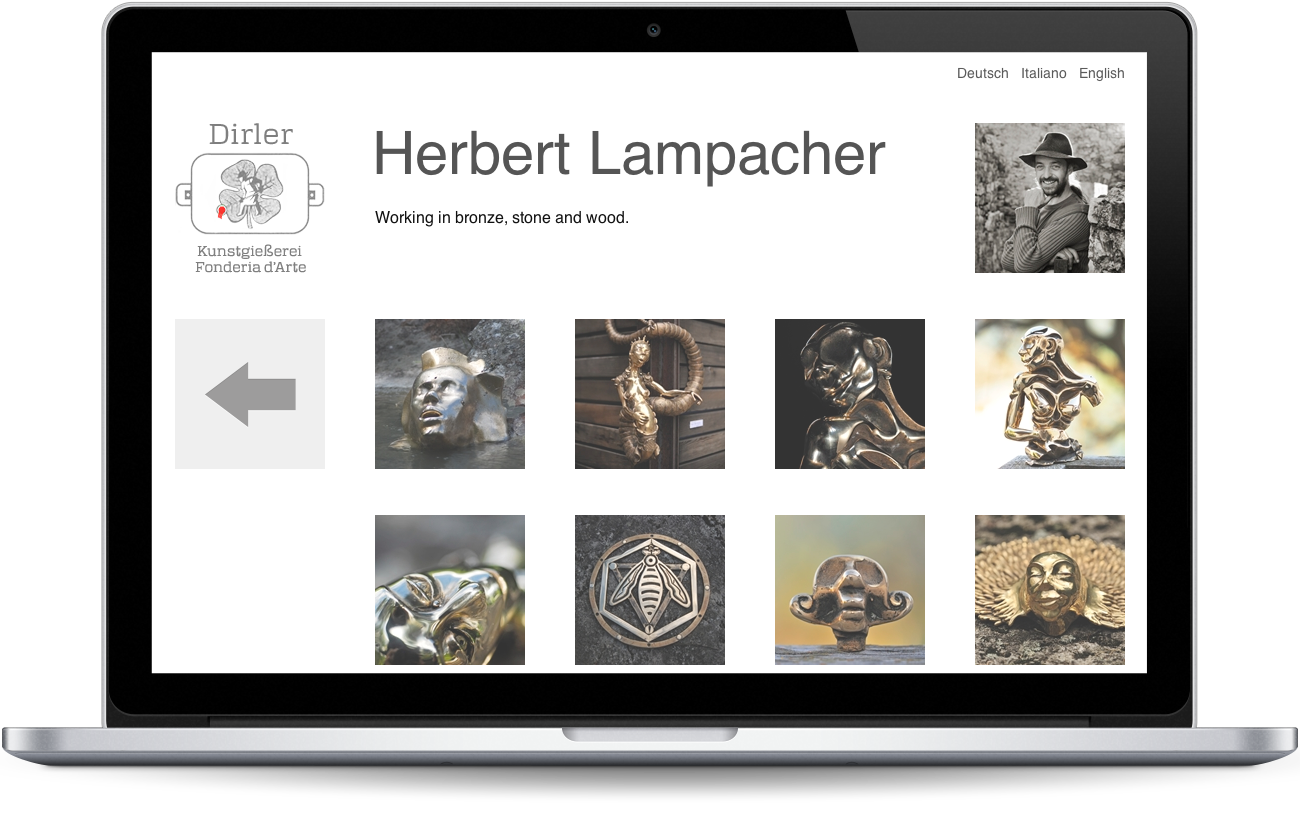 Deutsch Italiano English
Dirler
Herbert Lampacher
Working in bronze, stone and wood.
Kunstgießerei
Fonderia d'Arte